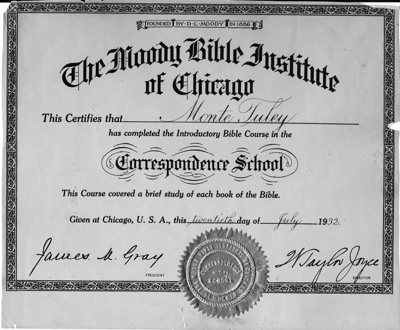 FOUNDED BY D. L. MOODY IN 1886
The Moody Bible Institute
of Chicago
This Certifies that Monte Tuley
has completed the Introductory Bible Course in the
Correspondence School
This Course covered a brief study of each book of the Bible.
Given at Chicago, U. S. A., this twentieth day of July 1932.
James M. Gray
W Taylor Joyce
PRESIDENT
DIRECTOR